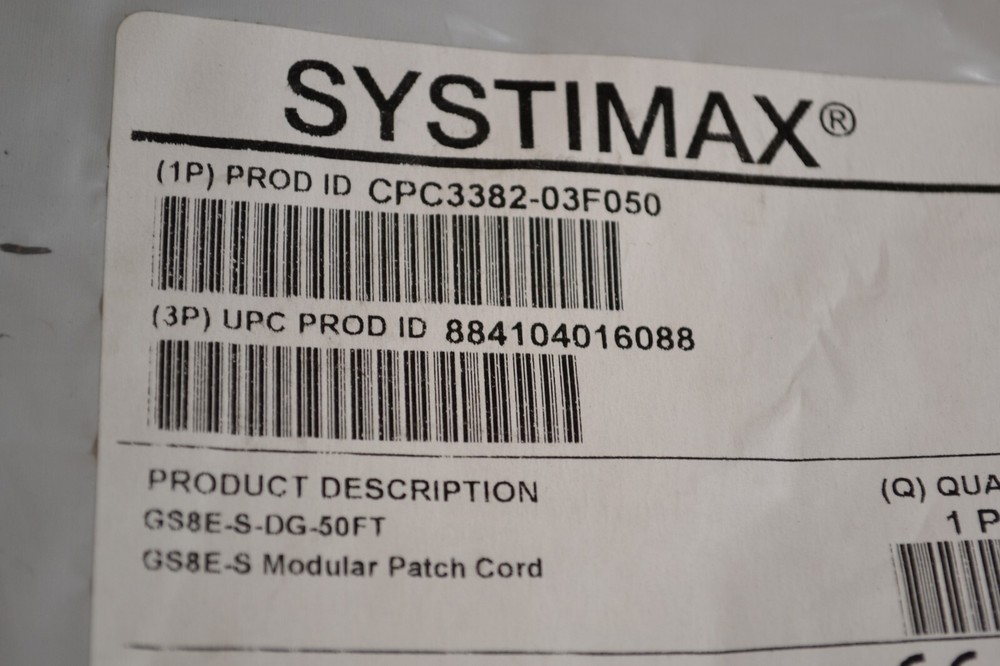 SYSTIMAX®
(1P) PROD ID CPC3382-03F050
(3P) UPC PROD ID 884104016088
PRODUCT DESCRIPTION
GS8E-S-DG-50FT
GS8E-S Modular Patch Cord
(Q) QUA
1 P